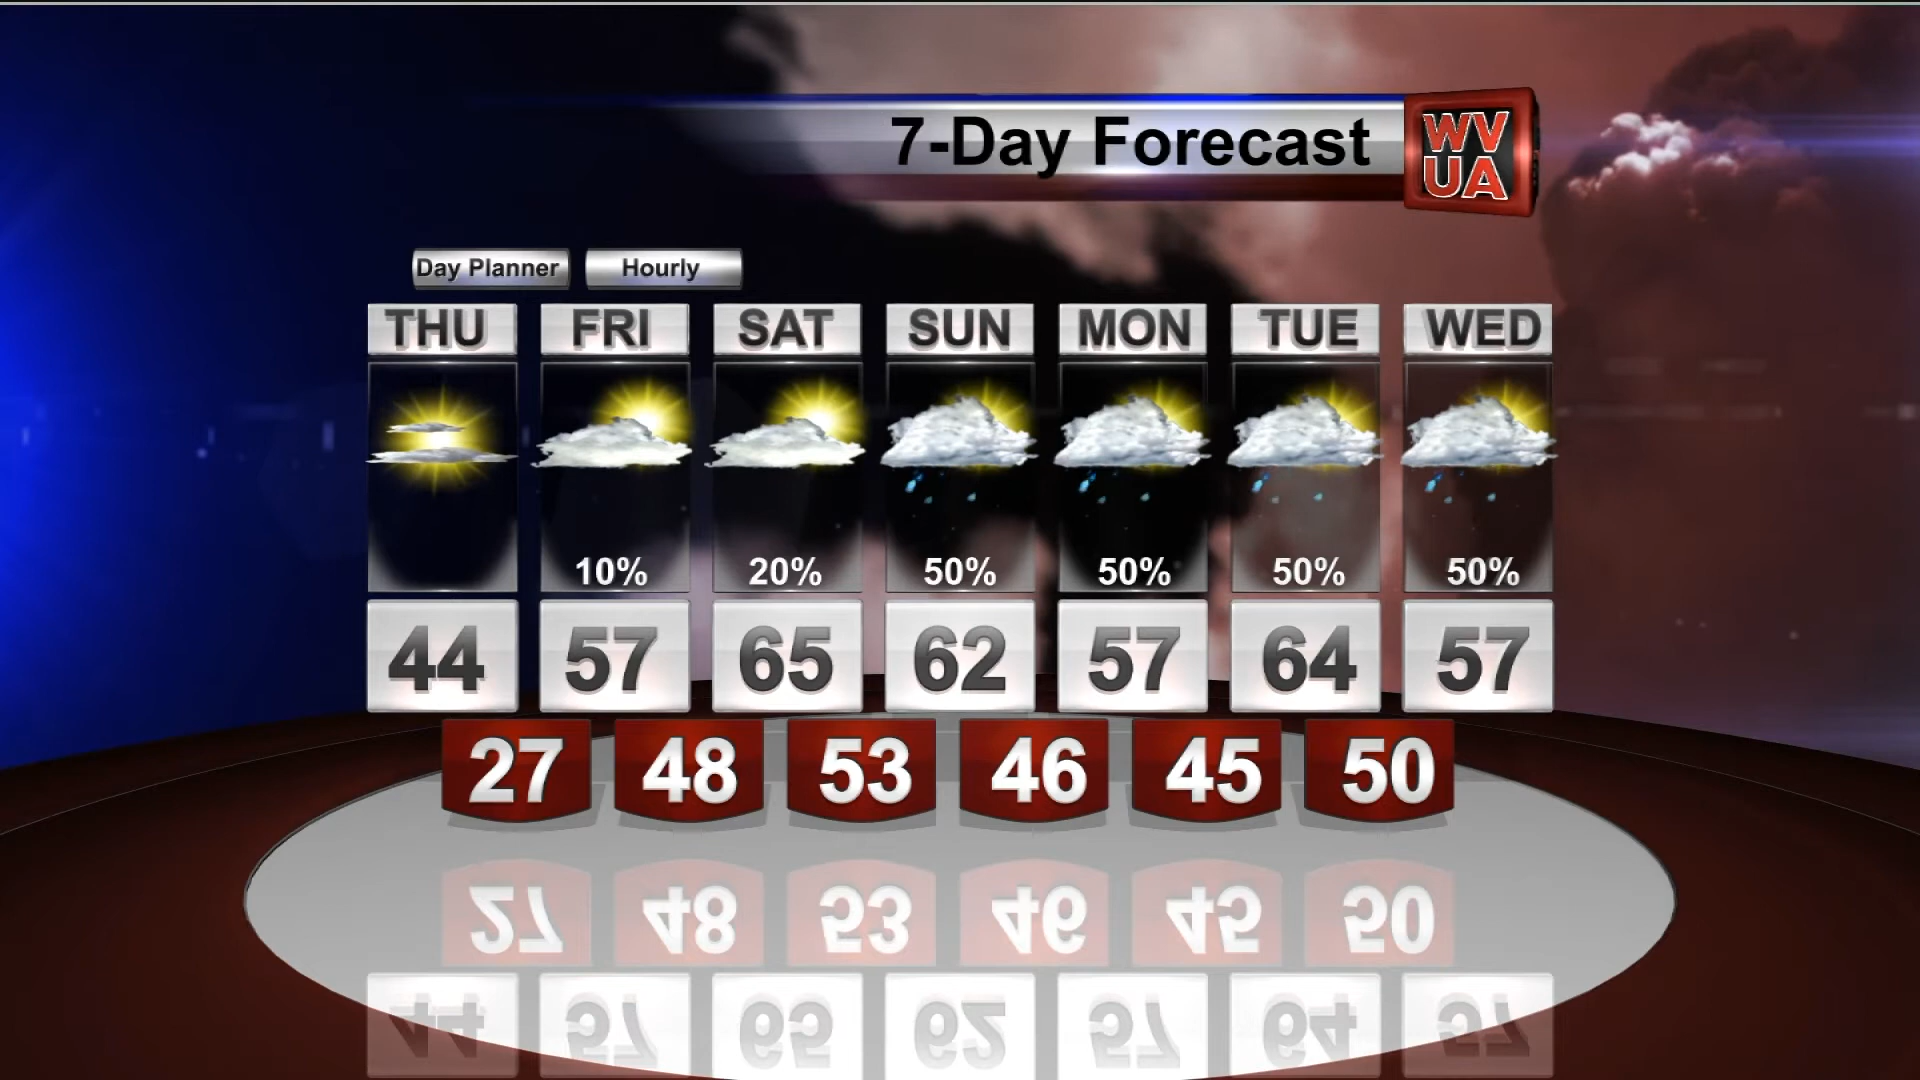 7-Day Forecast
WV
UA
Day Planner Hourly
THU FRI SAT SUN MON TUE WED
10% 20% 50% 50% 50% 50%
44 57 65 62 57 64 57
27 48 53 46 45 50